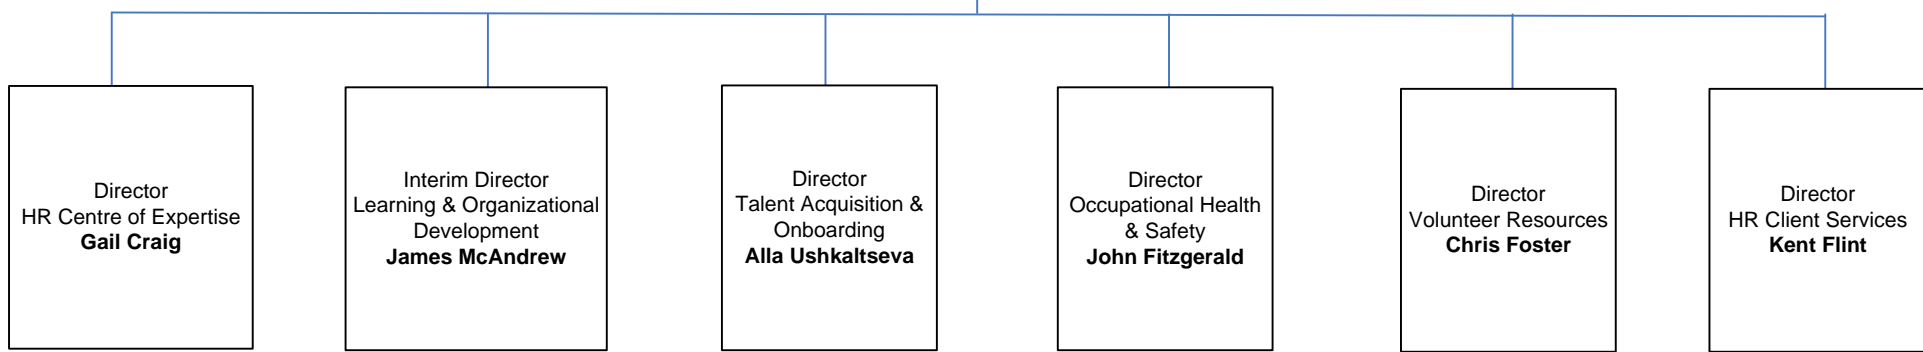 Director
HR Centre of Expertise
Gail Craig
Interim Director
Learning & Organizational
Development
James McAndrew
Director
Talent Acquisition &
Onboarding
Alla Ushkaltseva
Director
Occupational Health
& Safety
John Fitzgerald
Director
Volunteer Resources
Chris Foster
Director
HR Client Services
Kent Flint